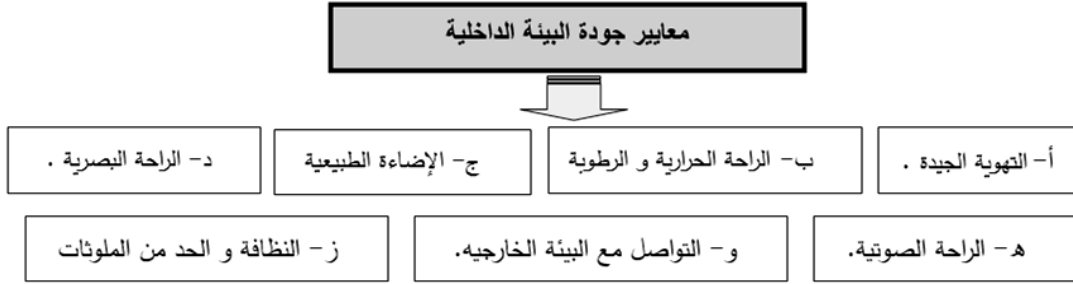 معايير جودة البيئة الداخلية
أ- التهوية الجيدة .
ب- الراحة الحرارية و الرطوبة
ج- الإضاءة الطبيعية
د- الراحة البصرية .
ه- الراحة الصوتية.
و- التواصل مع البيئة الخارجيه.
ز- النظافة و الحد من الملوثات